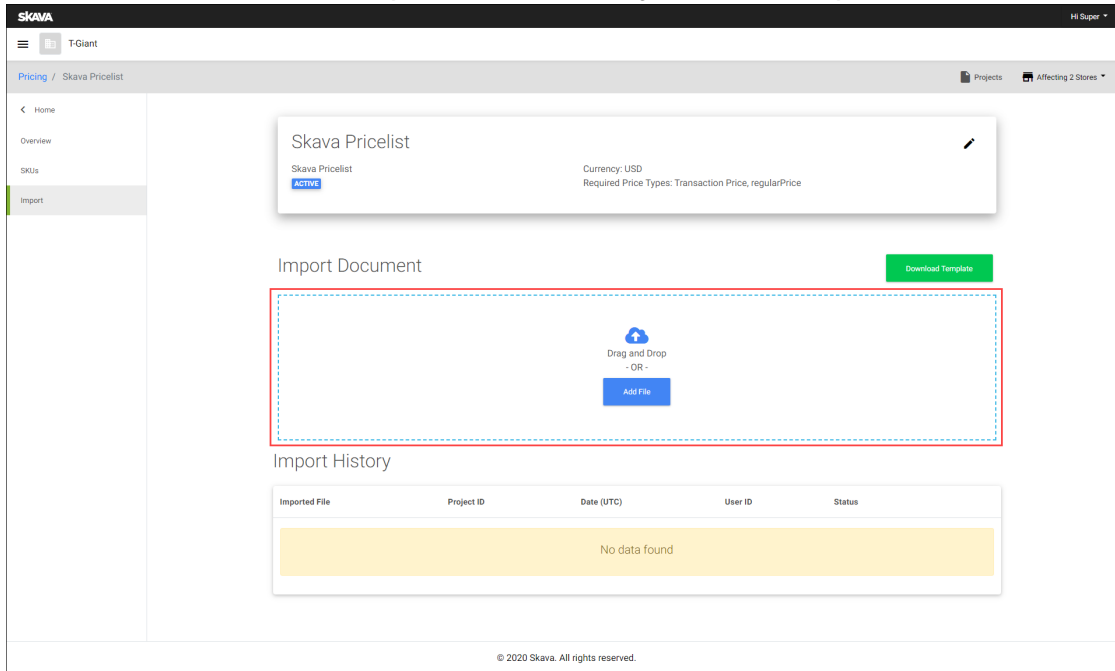 SKAVA
Hi Super
T-Giant
Pricing / Skava Pricelist
Projects
Affecting 2 Stores
Home
Overview
SKUs
Import
Skava Pricelist
Skava Pricelist
ACTIVE
Currency: USD
Required Price Types: Transaction Price, regularPrice
Import Document
Download Template
Drag and Drop
- OR -
Add File
Import History
Imported File Project ID Date (UTC) User ID Status
No data found
© 2020 Skava. All rights reserved.